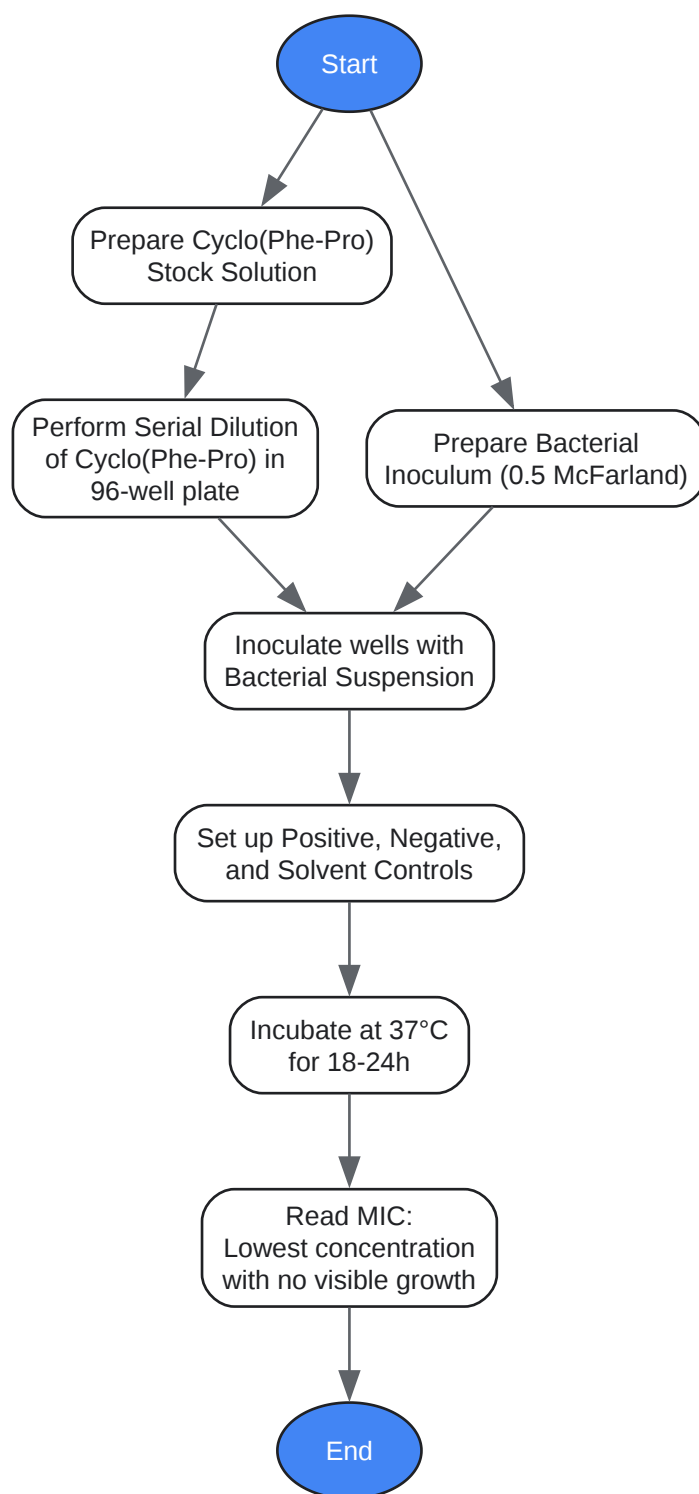 Start
Prepare Cyclo(Phe-Pro)
Stock Solution
Perform Serial Dilution
of Cyclo(Phe-Pro) in
96-well plate
Prepare Bacterial
Inoculum (0.5 McFarland)
Inoculate wells with
Bacterial Suspension
Set up Positive, Negative,
and Solvent Controls
Incubate at 37°C
for 18-24h
Read MIC:
Lowest concentration
with no visible growth
End